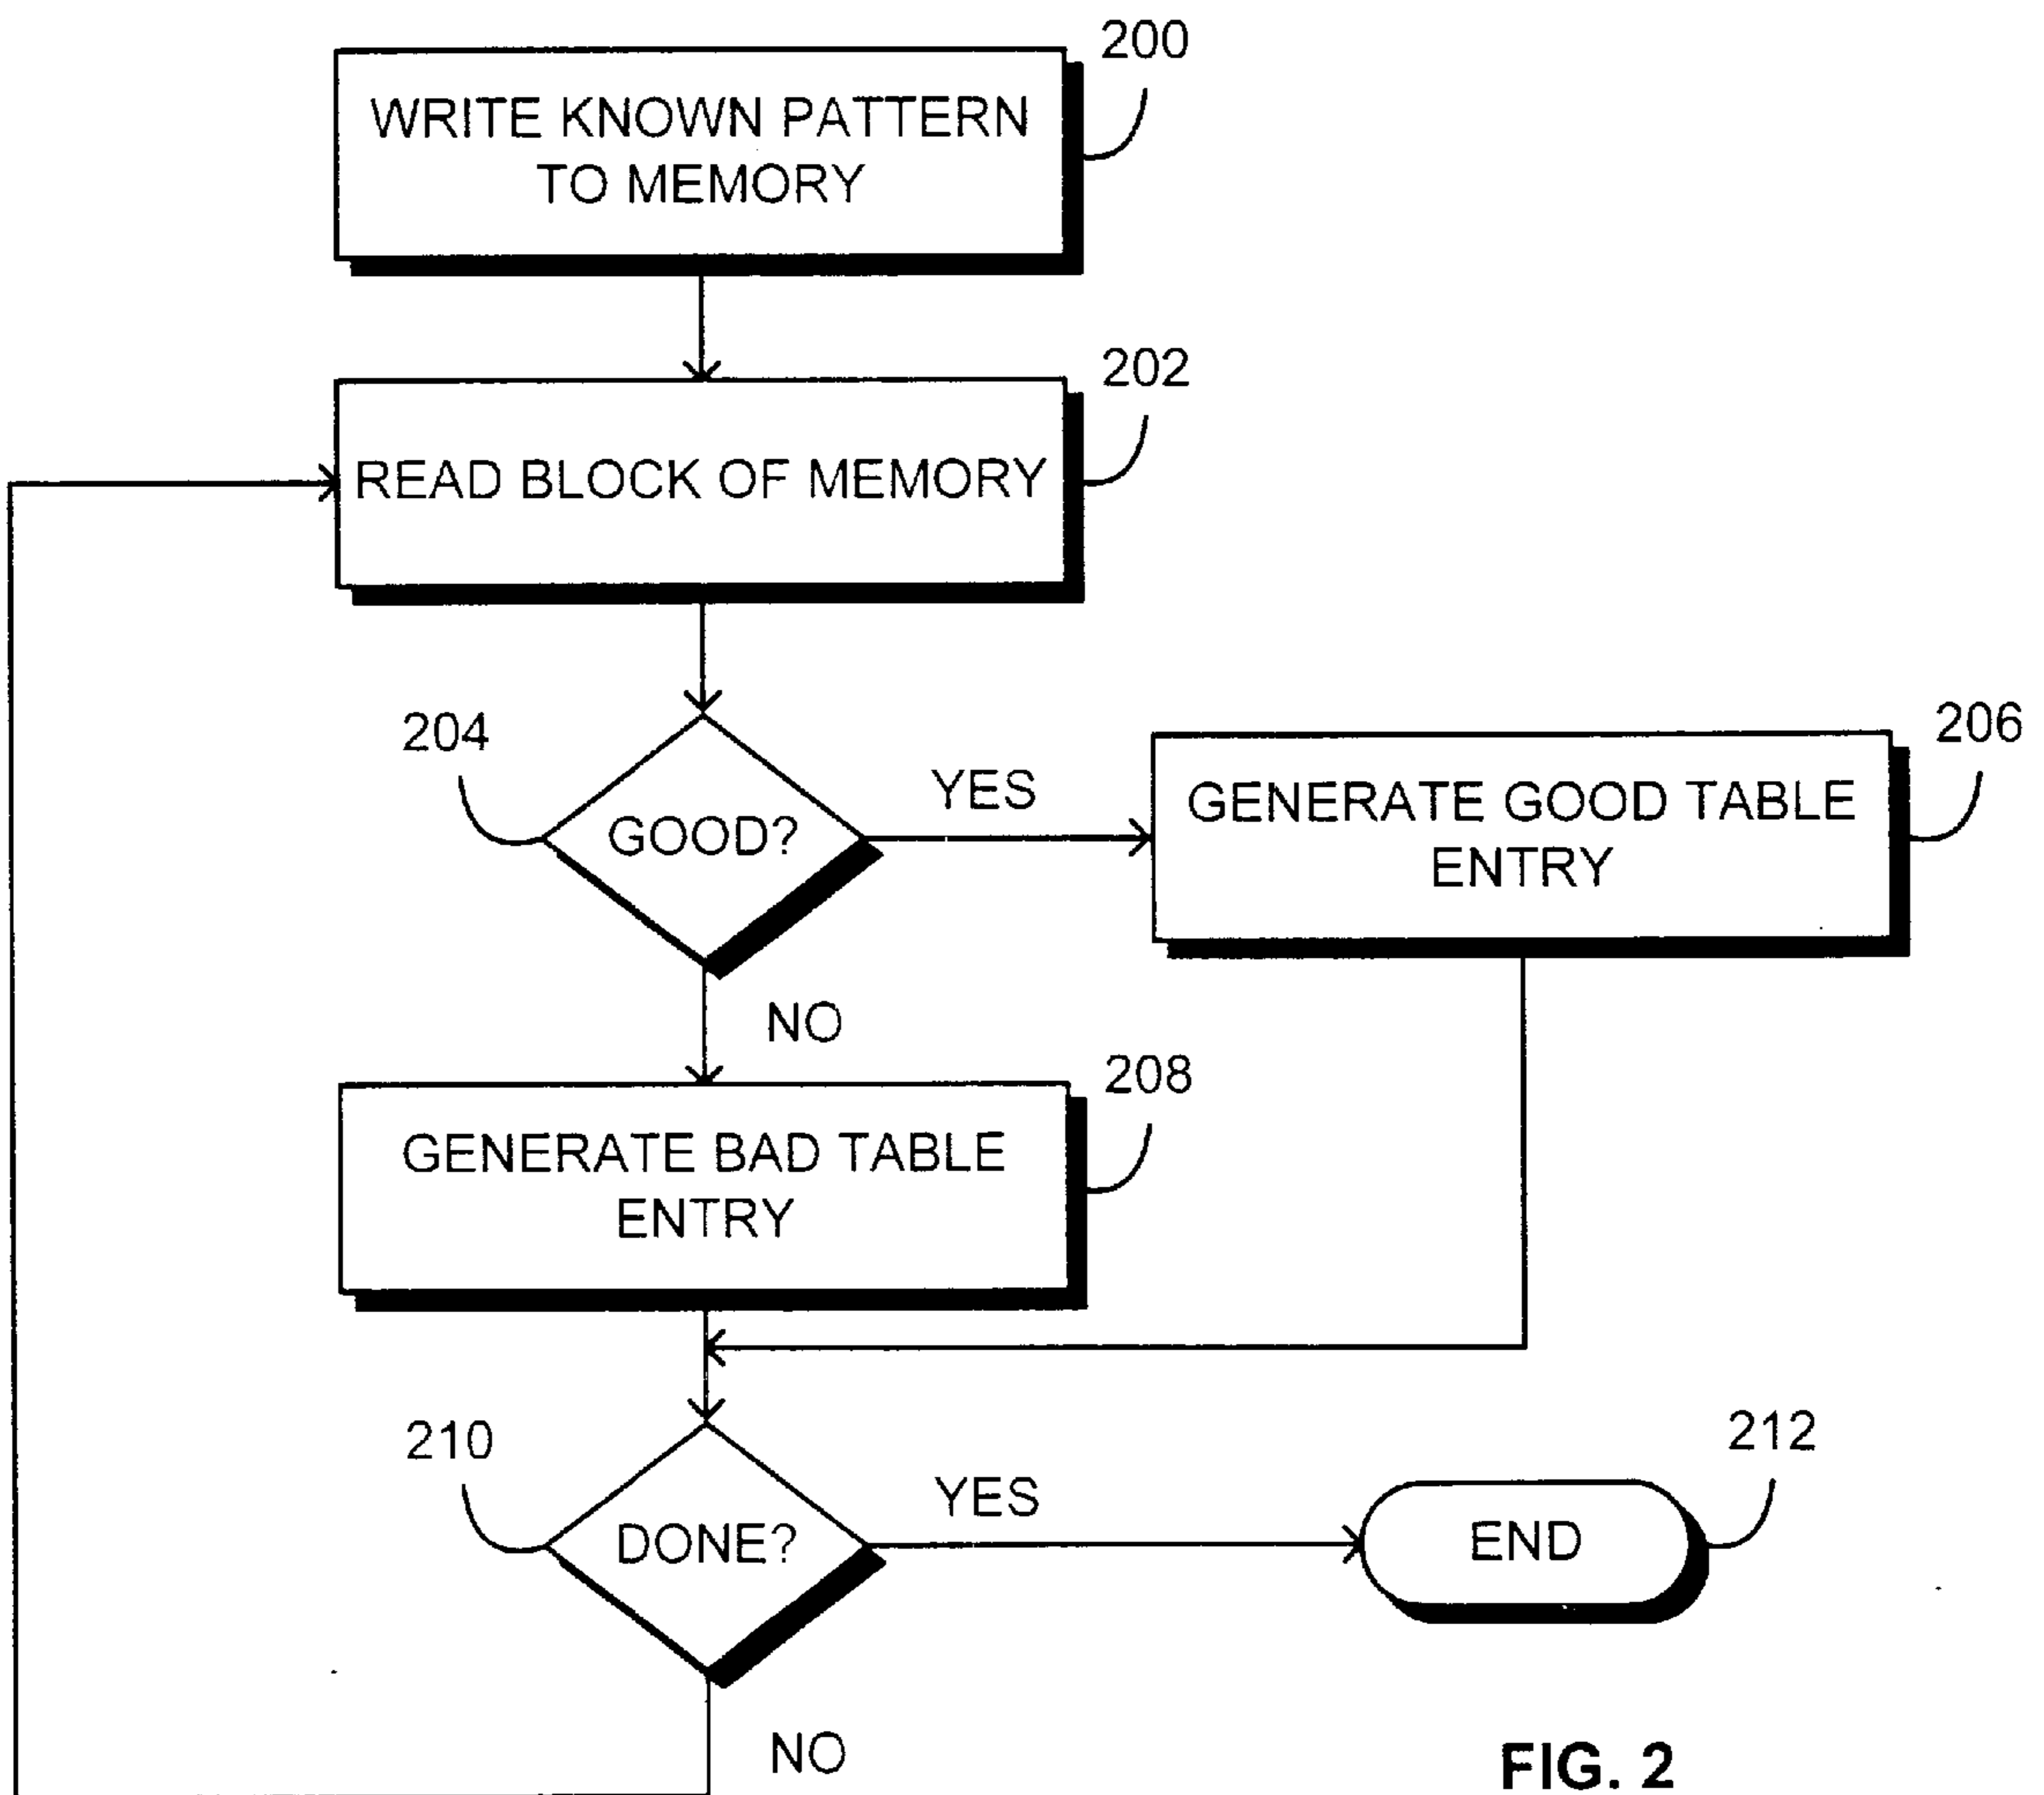 200
WRITE KNOWN PATTERN
TO MEMORY
202
READ BLOCK OF MEMORY
204
GOOD?
YES
206
GENERATE GOOD TABLE
ENTRY
NO
208
GENERATE BAD TABLE
ENTRY
210
DONE?
YES
212
END
NO
FIG. 2